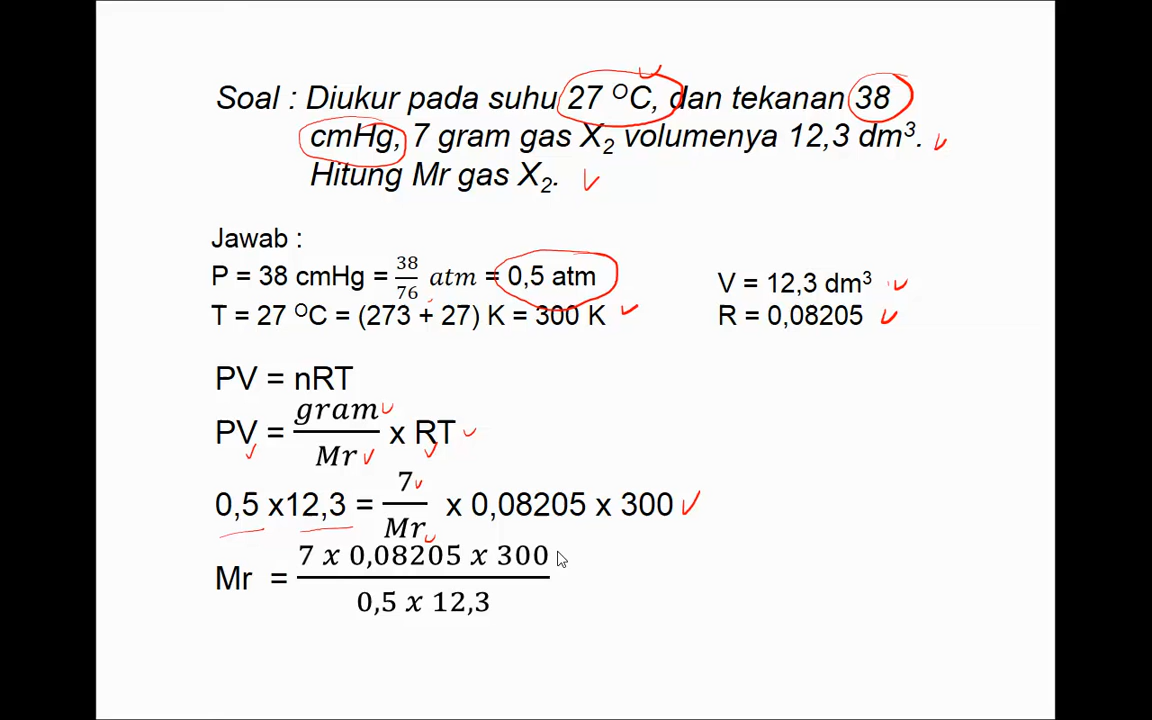 Soal : Diukur pada suhu 27 ⁰C, dan tekanan 38
cmHg, 7 gram gas X₂ volumenya 12,3 dm³.
Hitung Mr gas X₂.
Jawab :
P = 38 cmHg = 38/76 atm = 0,5 atm
T = 27 ⁰C = (273 + 27) K = 300 K
V = 12,3 dm³
R = 0,08205
PV = nRT
PV = gram/Mr x RT
0,5 x12,3 = 7/Mr x 0,08205 x 300
Mr = 7 x 0,08205 x 300 / 0,5 x 12,3